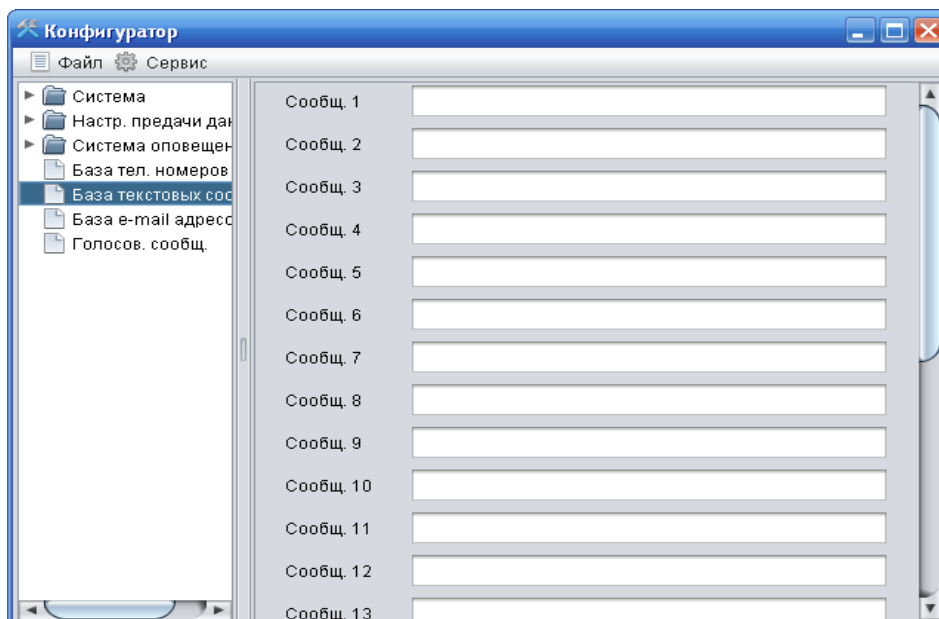 Конфигуратор
Файл Сервис
Система
Настр. предачи дан
Система оповещен
База тел. номеров
База текстовых соо
База e-mail адресо
Голосов. сообщ.
Сообщ. 1
Сообщ. 2
Сообщ. 3
Сообщ. 4
Сообщ. 5
Сообщ. 6
Сообщ. 7
Сообщ. 8
Сообщ. 9
Сообщ. 10
Сообщ. 11
Сообщ. 12
Сообщ. 13